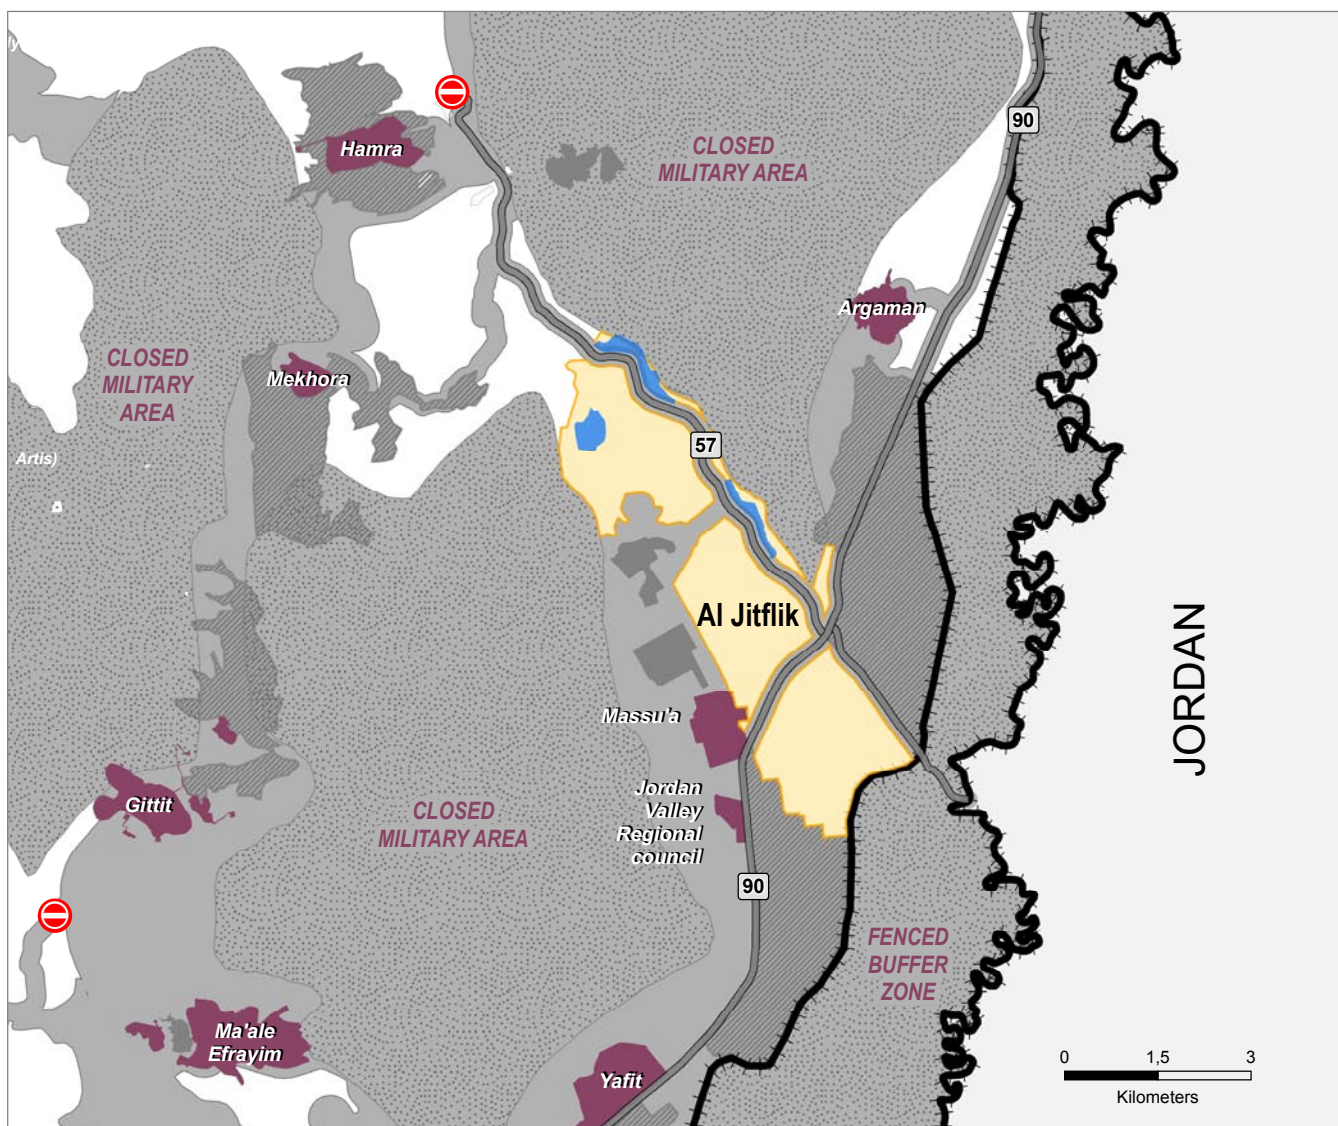 Hamra
CLOSED
MILITARY AREA
90
Argaman
CLOSED
MILITARY
AREA
Mekhora
57
Artis)
Al Jitflik
JORDAN
Massu'a
Jordan
Valley
Regional
council
Gittit
CLOSED
MILITARY AREA
90
FENCED
BUFFER
ZONE
Ma'ale
Efrayim
Yafit
0 1,5 3
Kilometers